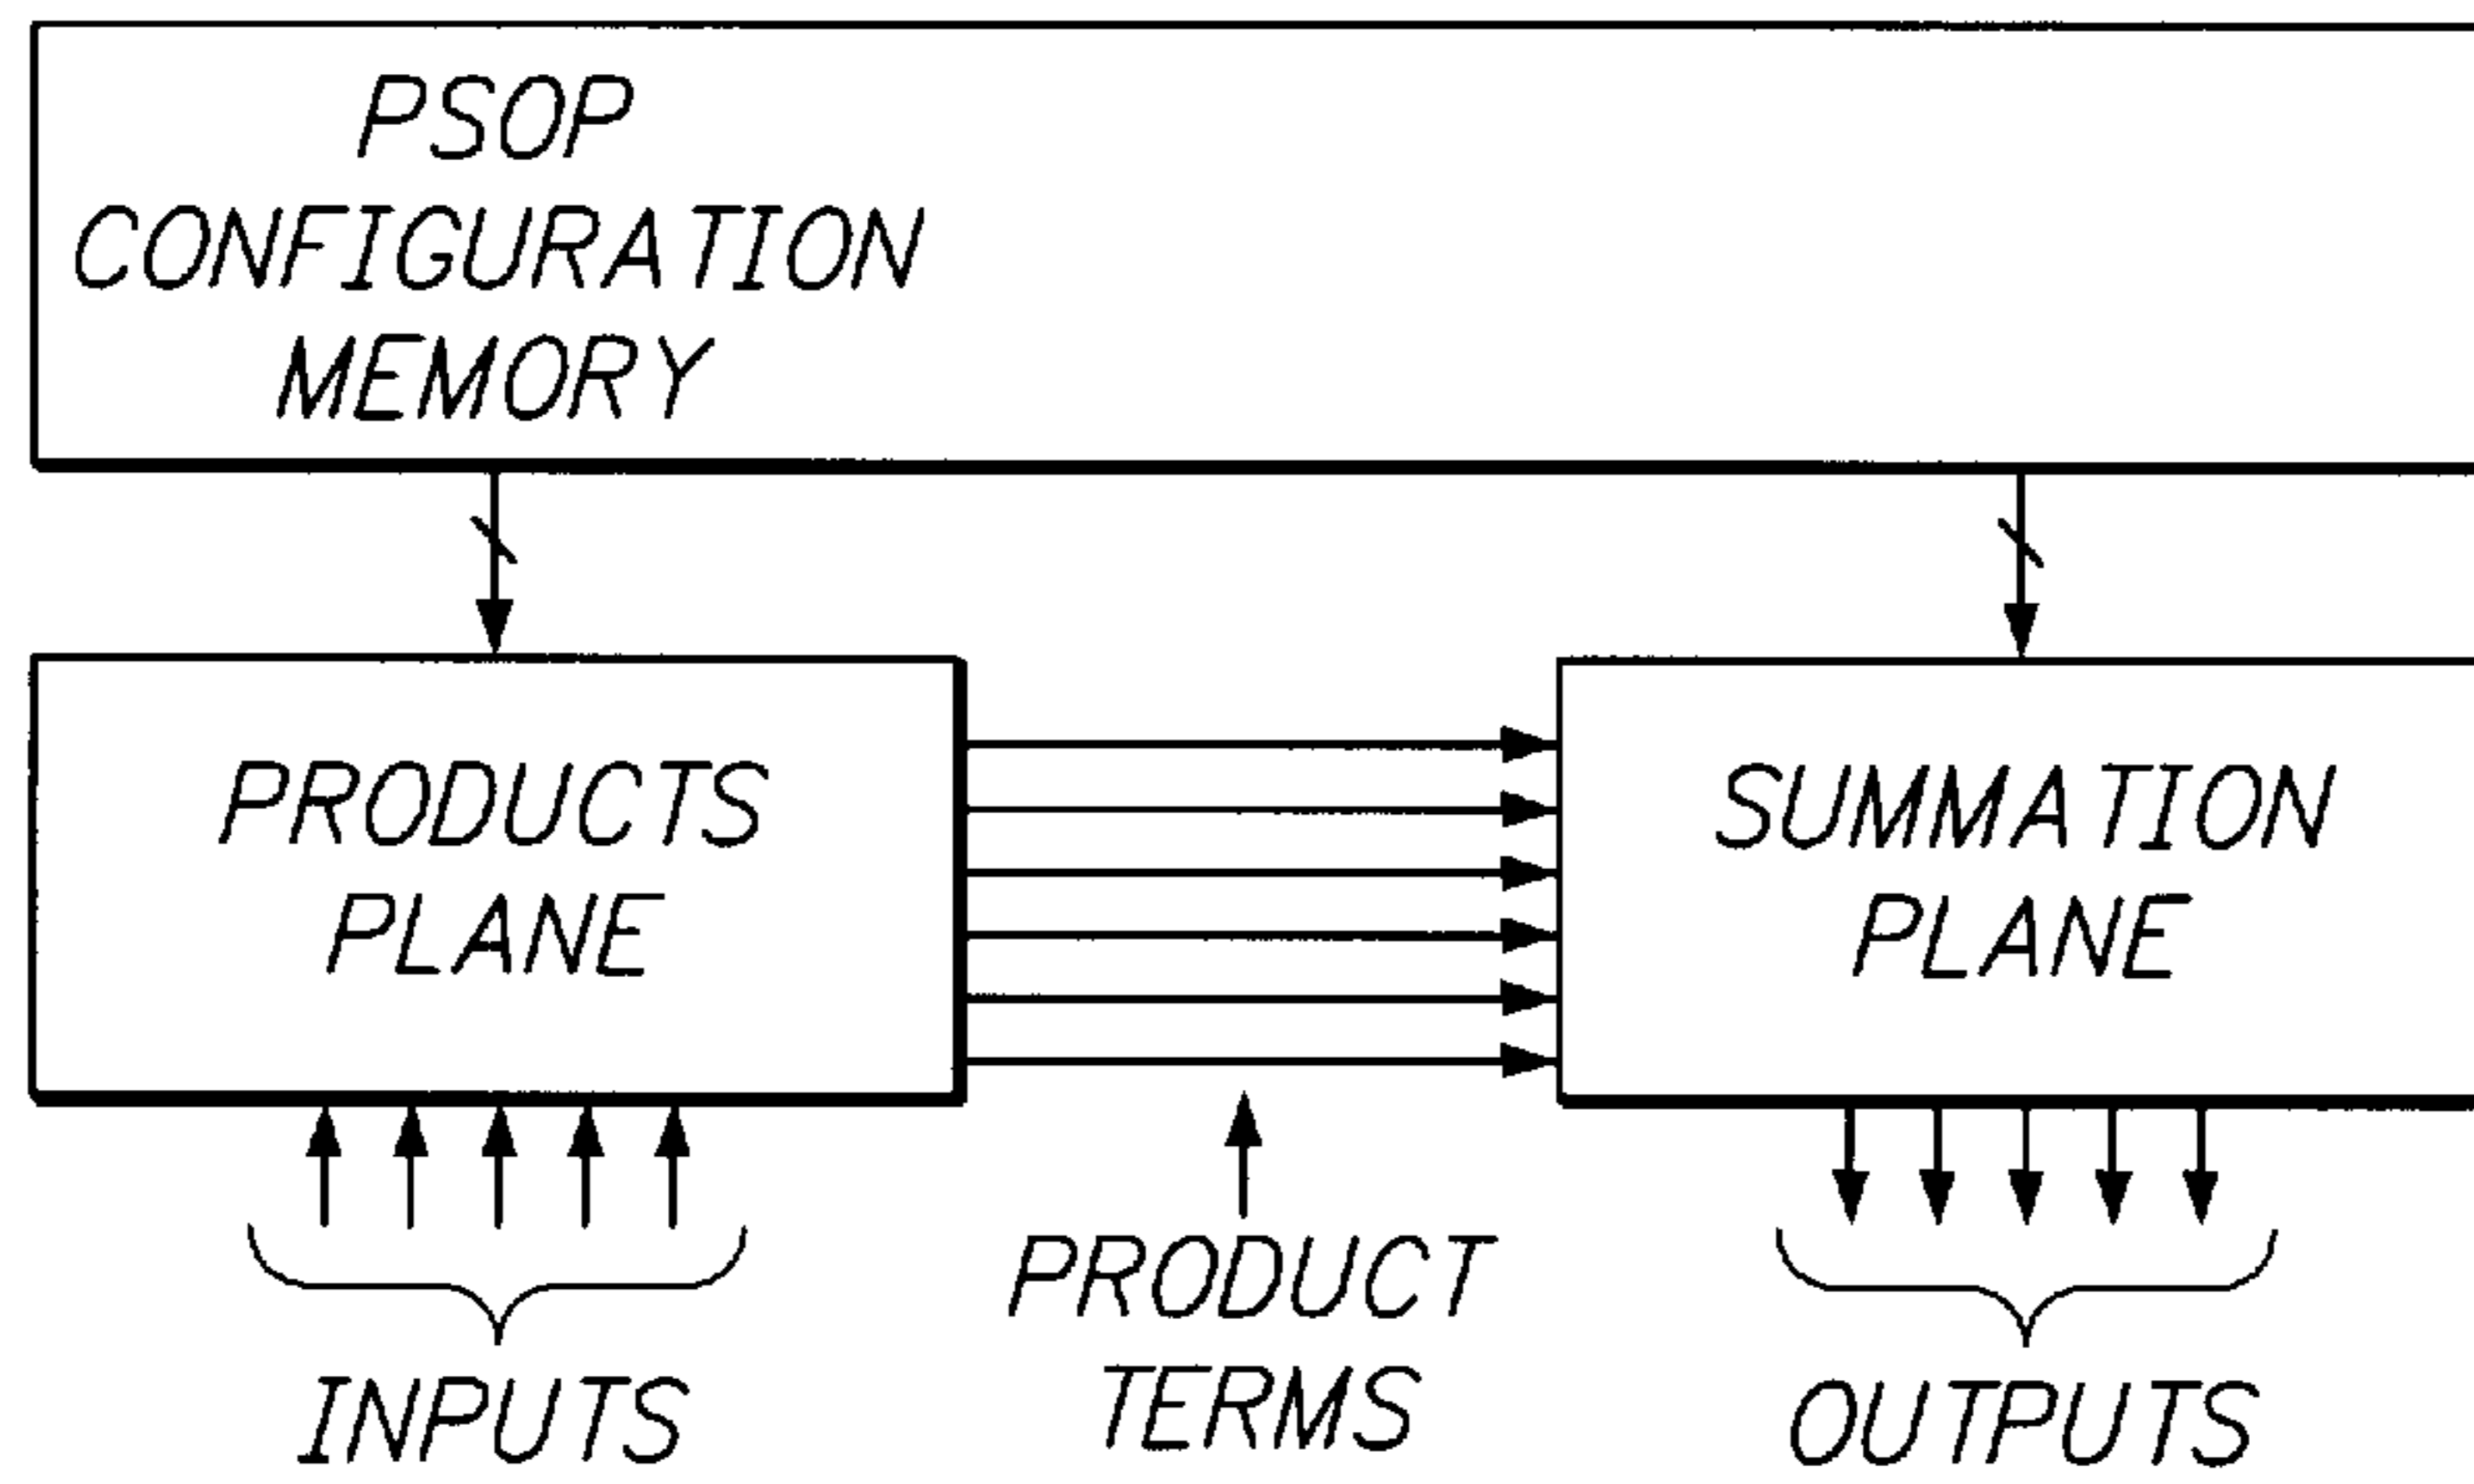 PSOP
CONFIGURATION
MEMORY
PRODUCTS
PLANE
SUMMATION
PLANE
PRODUCT
TERMS
INPUTS
OUTPUTS